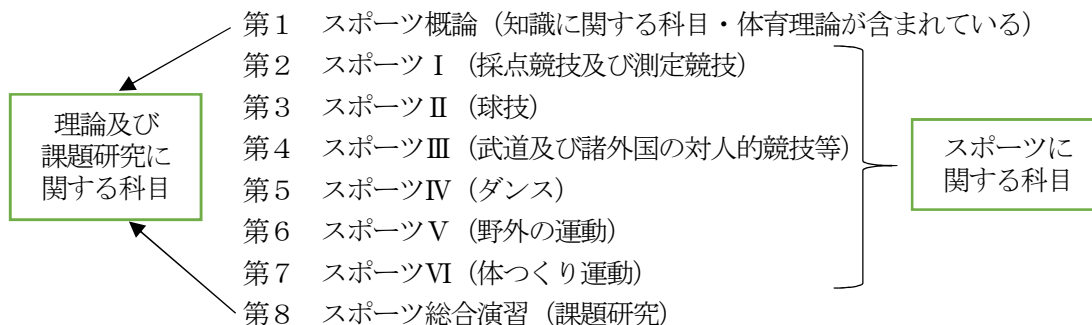 第１　スポーツ概論（知識に関する科目・体育理論が含まれている）
第２　スポーツⅠ（採点競技及び測定競技）
第３　スポーツⅡ（球技）
第４　スポーツⅢ（武道及び諸外国の対人的競技等）
第５　スポーツⅣ（ダンス）
第６　スポーツⅤ（野外の運動）
第７　スポーツⅥ（体つくり運動）
第８　スポーツ総合演習（課題研究）
理論及び
課題研究に
関する科目
スポーツに
関する科目